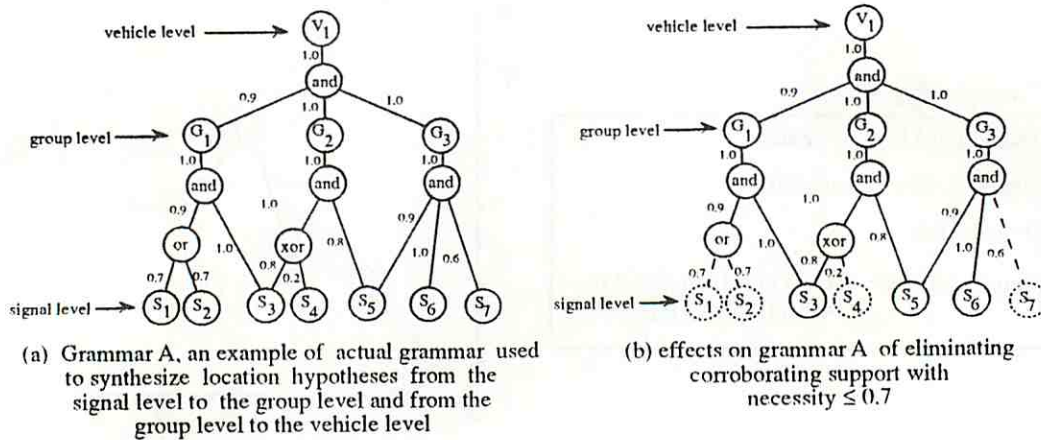 vehicle level
V1
1.0
and
0.9
1.0
1.0
group level
G1
G2
G3
1.0
1.0
1.0
and
and
and
0.9
1.0
1.0
0.8
0.9
1.0
0.6
or
xor
0.7
0.7
0.8
0.2
signal level
S1
S2
S3
S4
S5
S6
S7
(a) Grammar A, an example of actual grammar used
to synthesize location hypotheses from the
signal level to the group level and from the
group level to the vehicle level
vehicle level
V1
1.0
and
0.9
1.0
1.0
group level
G1
G2
G3
1.0
1.0
1.0
and
and
and
0.9
1.0
1.0
0.8
0.9
1.0
0.6
or
xor
0.7
0.7
0.8
0.2
signal level
S1
S2
S3
S4
S5
S6
S7
(b) effects on grammar A of eliminating
corroborating support with
necessity ≤ 0.7